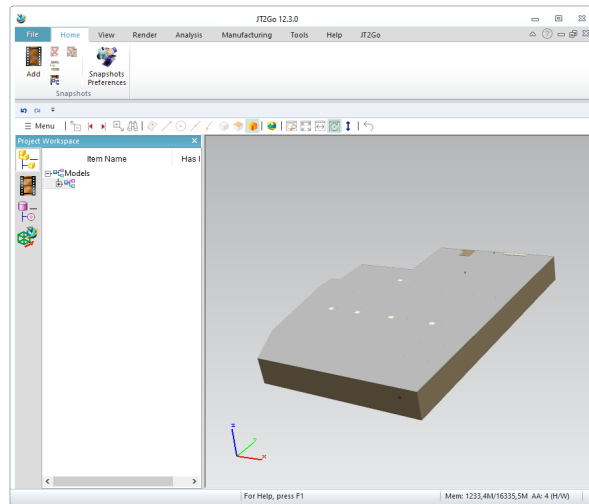 JT2Go 12.3.0
File Home View Render Analysis Manufacturing Tools Help JT2Go
Add
Snapshots Preferences
Snapshots
Menu
Project Workspace
Item Name Has I
Models
Z
Y
X
For Help, press F1 Mem: 1233,4M/16335,5M AA: 4 (H/W)